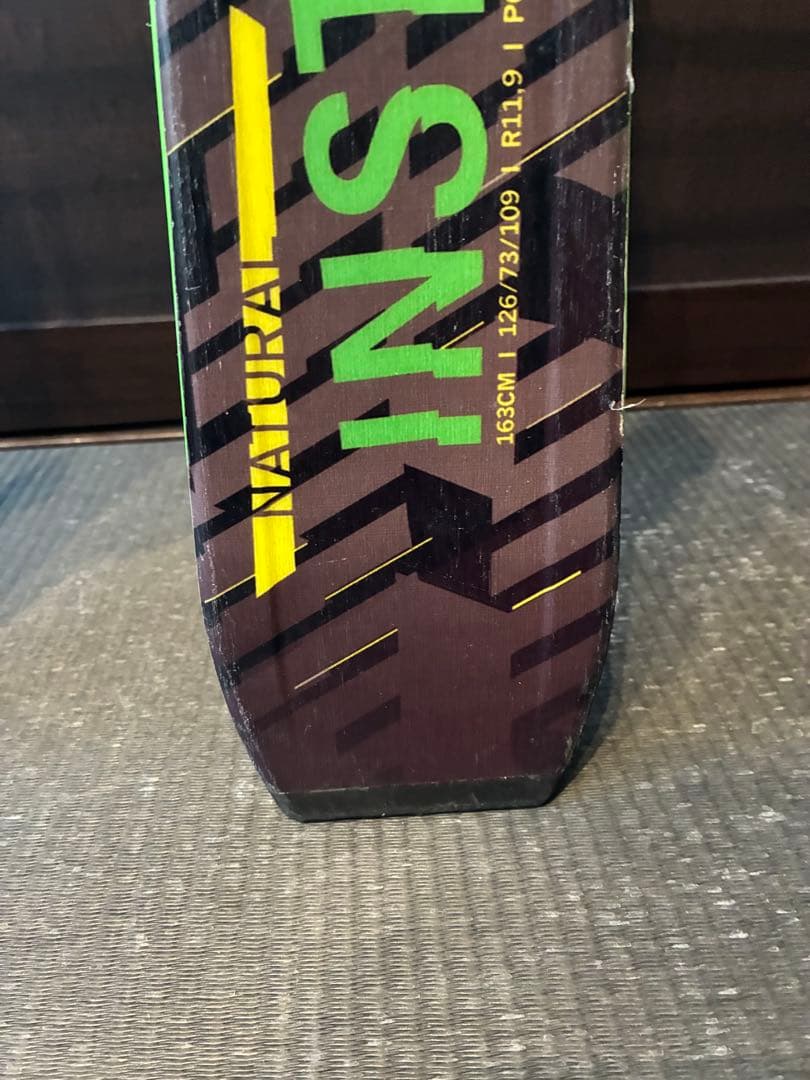 NATURAL
INST
163CM | 126/73/109 | R11,9 |